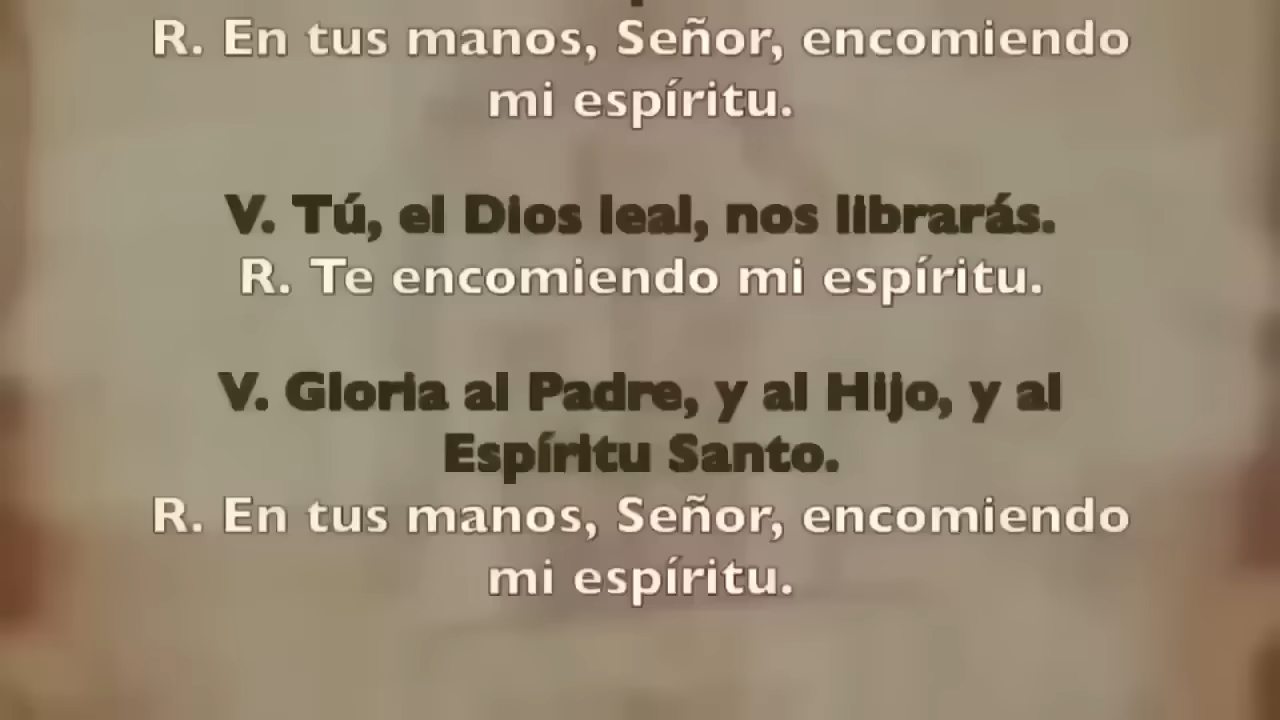 R. En tus manos, Señor, encomiendo
mi espíritu.
V. Tú, el Dios leal, nos librarás.
R. Te encomiendo mi espíritu.
V. Gloria al Padre, y al Hijo, y al
Espíritu Santo.
R. En tus manos, Señor, encomiendo
mi espíritu.